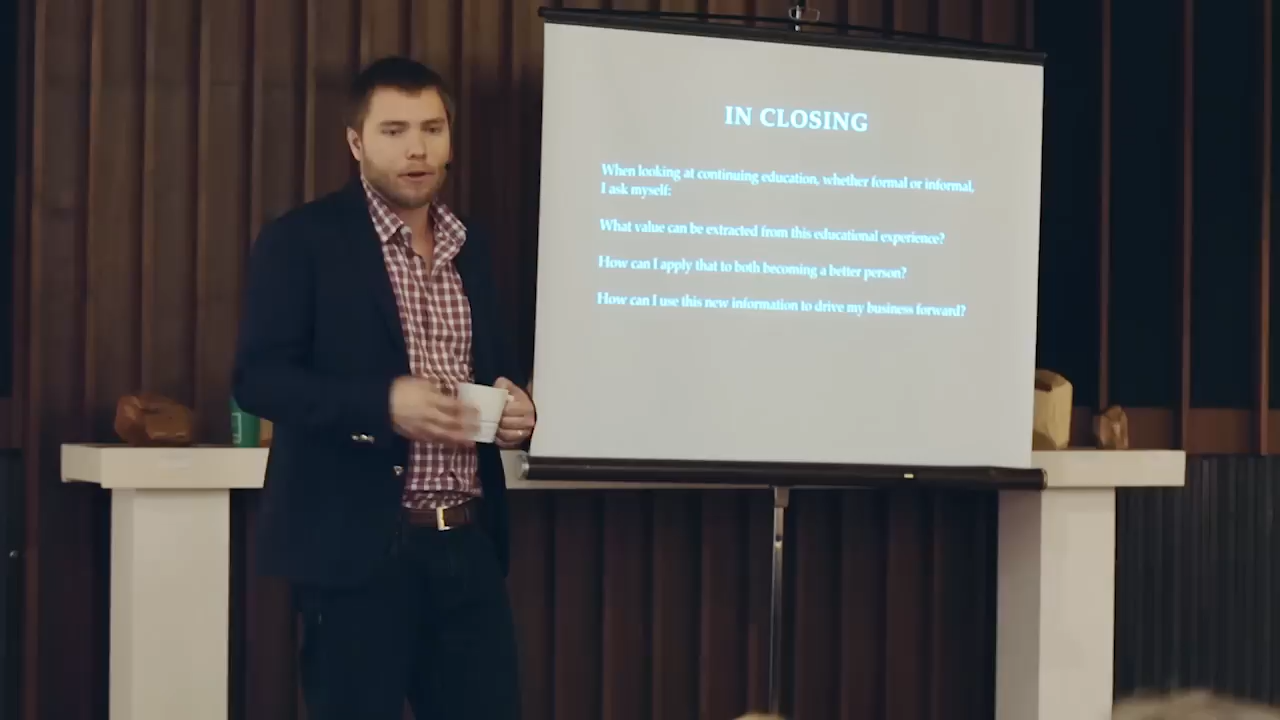 IN CLOSING
When looking at continuing education, whether formal or informal,
I ask myself:
What value can be extracted from this educational experience?
How can I apply that to both becoming a better person?
How can I use this new information to drive my business forward?